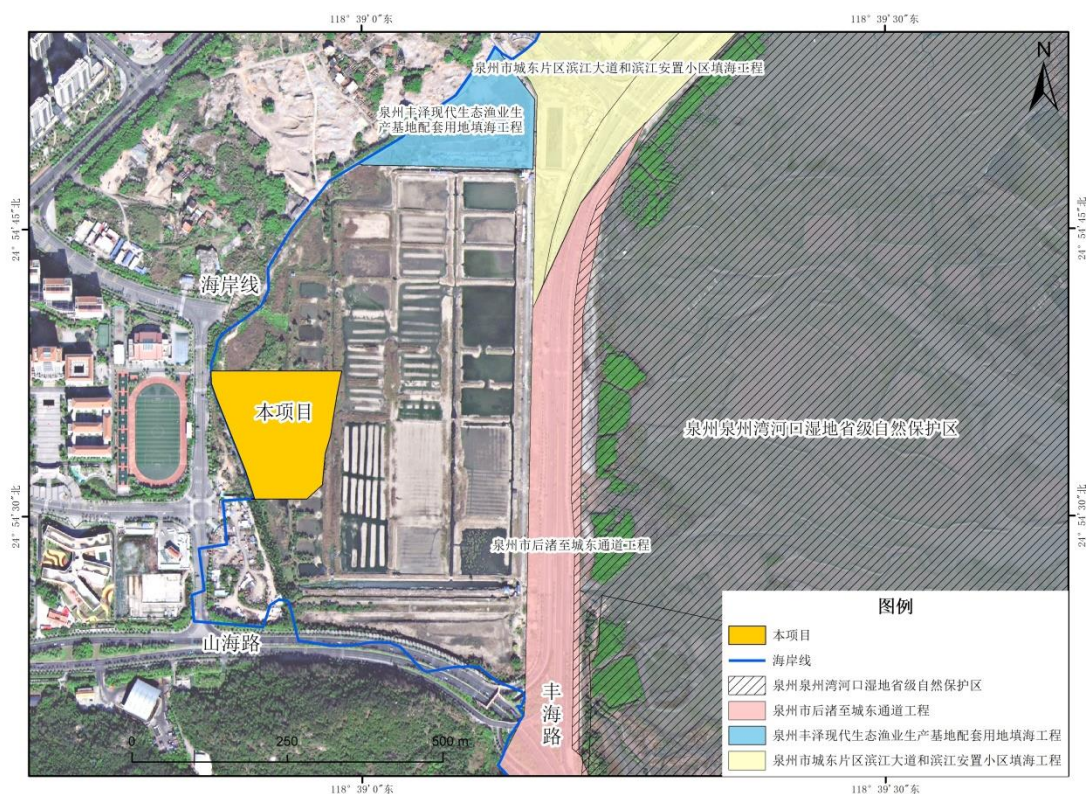 118° 39′0″东
118° 39′30″东
N
泉州市城东片区滨江大道和滨江安置小区填海工程
泉州丰泽现代生态渔业生
产基地配套用地填海工程
24° 54′45″北
24° 54′45″北
海岸线
本项目
泉州泉州湾河口湿地省级自然保护区
24° 54′30″北
24° 54′30″北
泉州市后渚至城东通道工程
山海路
丰
海
路
图例
本项目
海岸线
泉州泉州湾河口湿地省级自然保护区
泉州市后渚至城东通道工程
泉州丰泽现代生态渔业生产基地配套用地填海工程
泉州市城东片区滨江大道和滨江安置小区填海工程
0
250
500 m
118° 39′0″东
118° 39′30″东